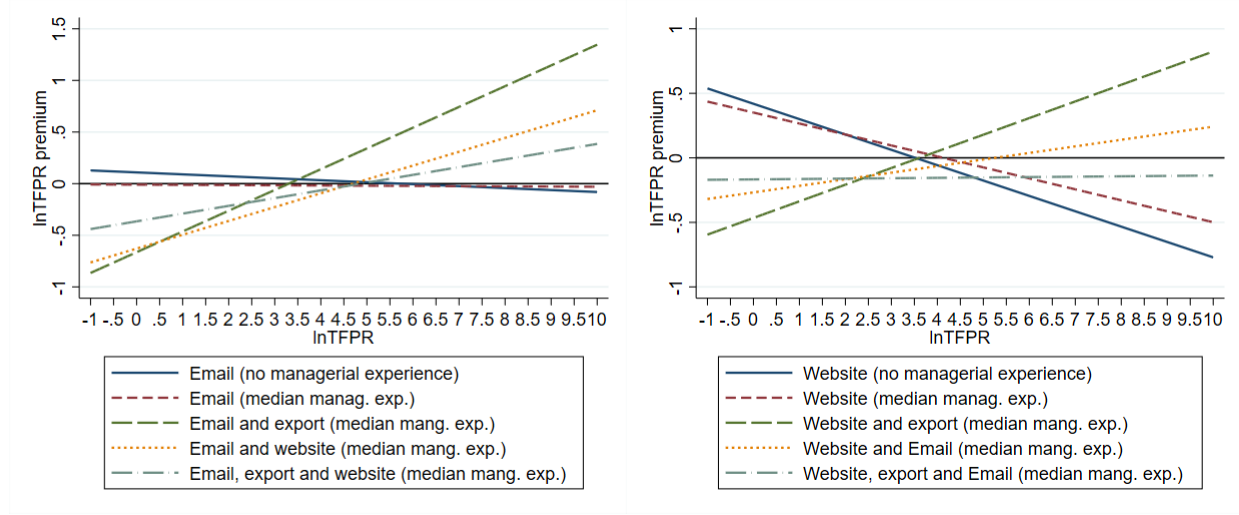 1.5
1
.5
0
-.5
-1
lnTFPR premium
-1 -.5 0 .5 1 1.5 2 2.5 3 3.5 4 4.5 5 5.5 6 6.5 7 7.5 8 8.5 9 9.5 10
lnTFPR
Email (no managerial experience)
Email (median manag. exp.)
Email and export (median mang. exp.)
Email and website (median mang. exp.)
Email, export and website (median mang. exp.)
1
.5
0
-.5
-1
lnTFPR premium
-1 -.5 0 .5 1 1.5 2 2.5 3 3.5 4 4.5 5 5.5 6 6.5 7 7.5 8 8.5 9 9.5 10
lnTFPR
Website (no managerial experience)
Website (median manag. exp.)
Website and export (median mang. exp.)
Website and Email (median mang. exp.)
Website, export and Email (median mang. exp.)